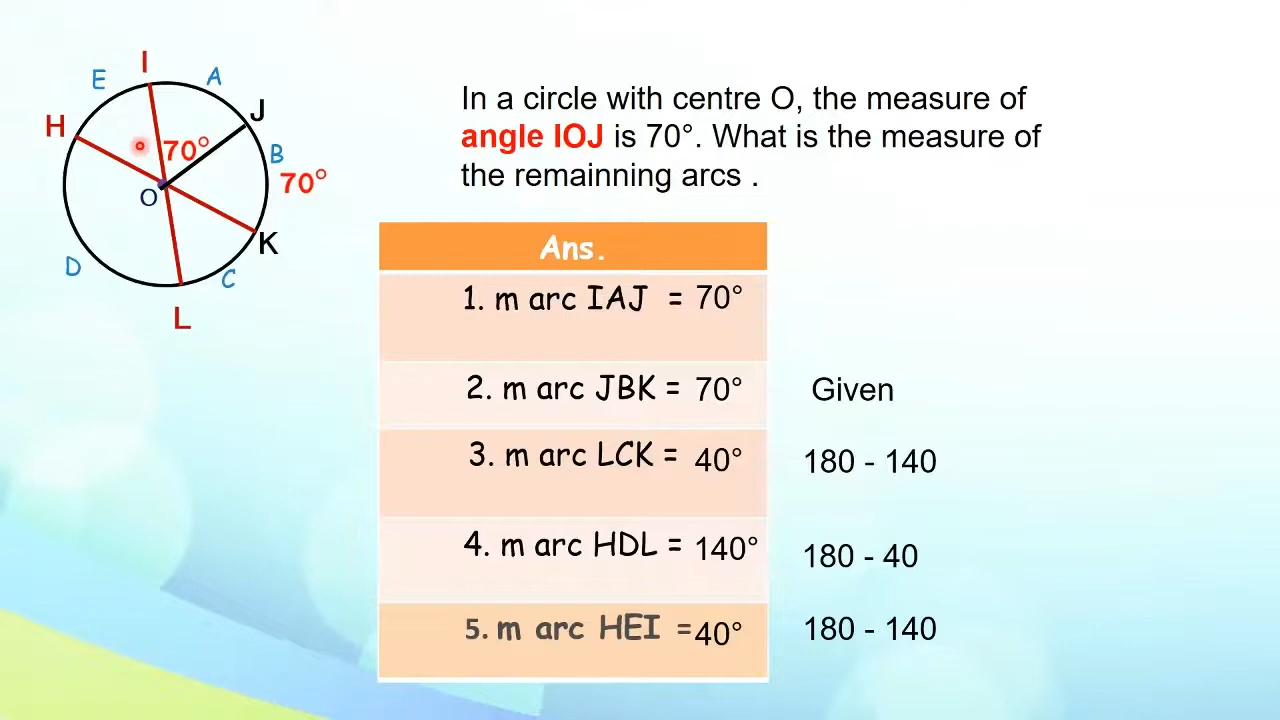 I
E
A
H
J
70°
B
70°
O
K
D
C
L
In a circle with centre O, the measure of
angle IOJ is 70°. What is the measure of
the remainning arcs .
Ans.
1. m arc IAJ = 70°
2. m arc JBK = 70° Given
3. m arc LCK = 40° 180 - 140
4. m arc HDL = 140° 180 - 40
5. m arc HEI = 40° 180 - 140